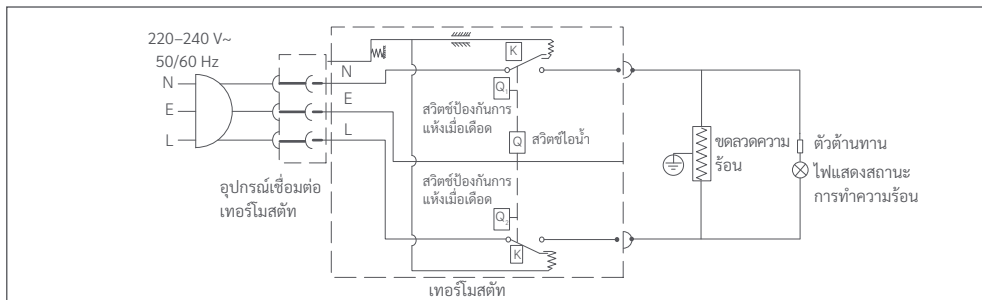 220–240 V~
50/60 Hz
N
E
L
N
E
L
K
Q1
สวิตช์ป้องกันการ
แห้งเมื่อเดือด
Q
สวิตช์ไอน้ำ
สวิตช์ป้องกันการ
แห้งเมื่อเดือด
Q2
K
อุปกรณ์เชื่อมต่อ
เทอร์โมสตัท
เทอร์โมสตัท
ขดลวดความ
ร้อน
ตัวต้านทาน
ไฟแสดงสถานะ
การทำความร้อน